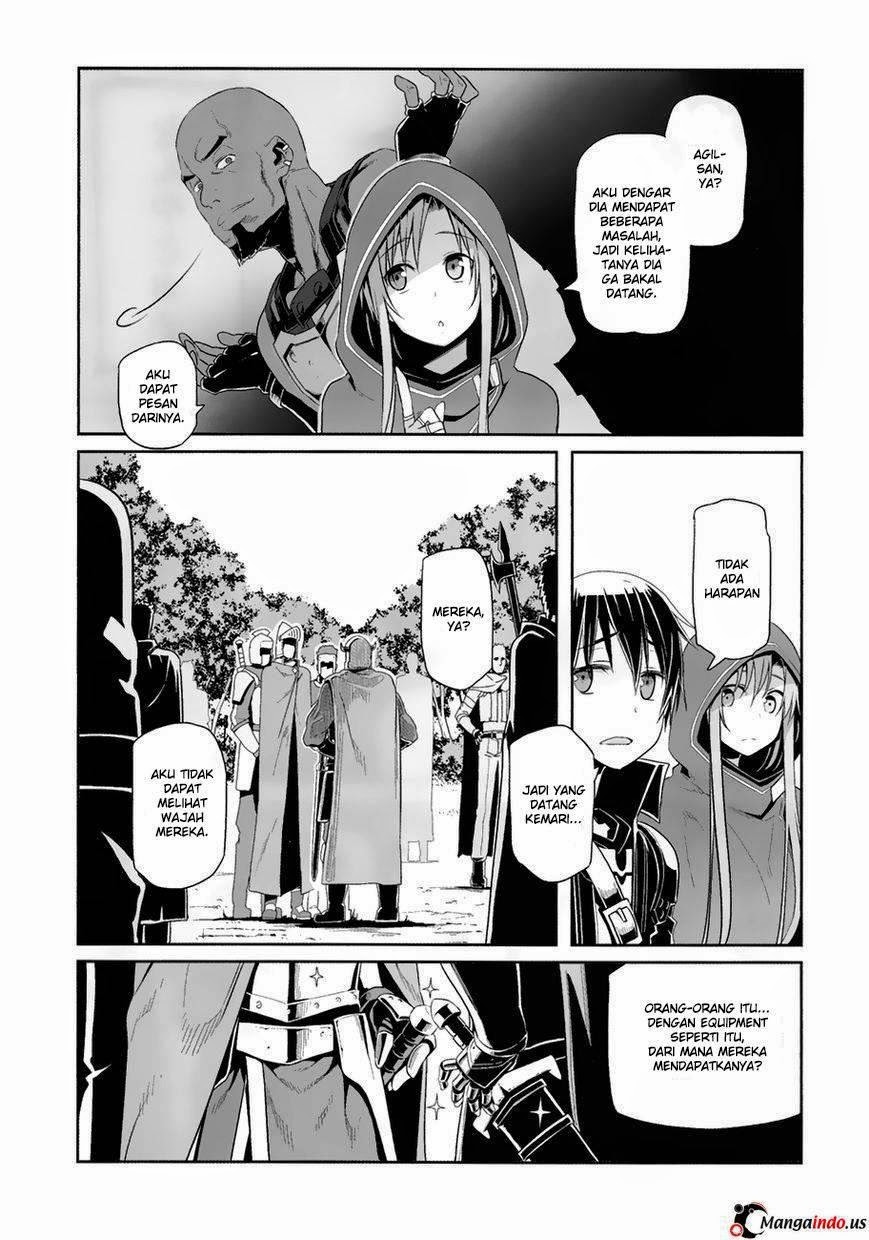 AGIL-
SAN,
YA?
AKU DENGAR
DIA MENDAPAT
BEBERAPA
MASALAH,
JADI KELIHA-
TANYA DIA
GA BAKAL
DATANG.
AKU
DAPAT
PESAN
DARINYA.
TIDAK
ADA
HARAPAN
JADI YANG
DATANG
KEMARI...
MEREKA,
YA?
AKU TIDAK
DAPAT
MELIHAT
WAJAH
MEREKA.
ORANG-ORANG ITU...
DENGAN EQUIPMENT
SEPERTI ITU,
DARI MANA MEREKA
MENDAPATKANYA?
Mangaindo.us